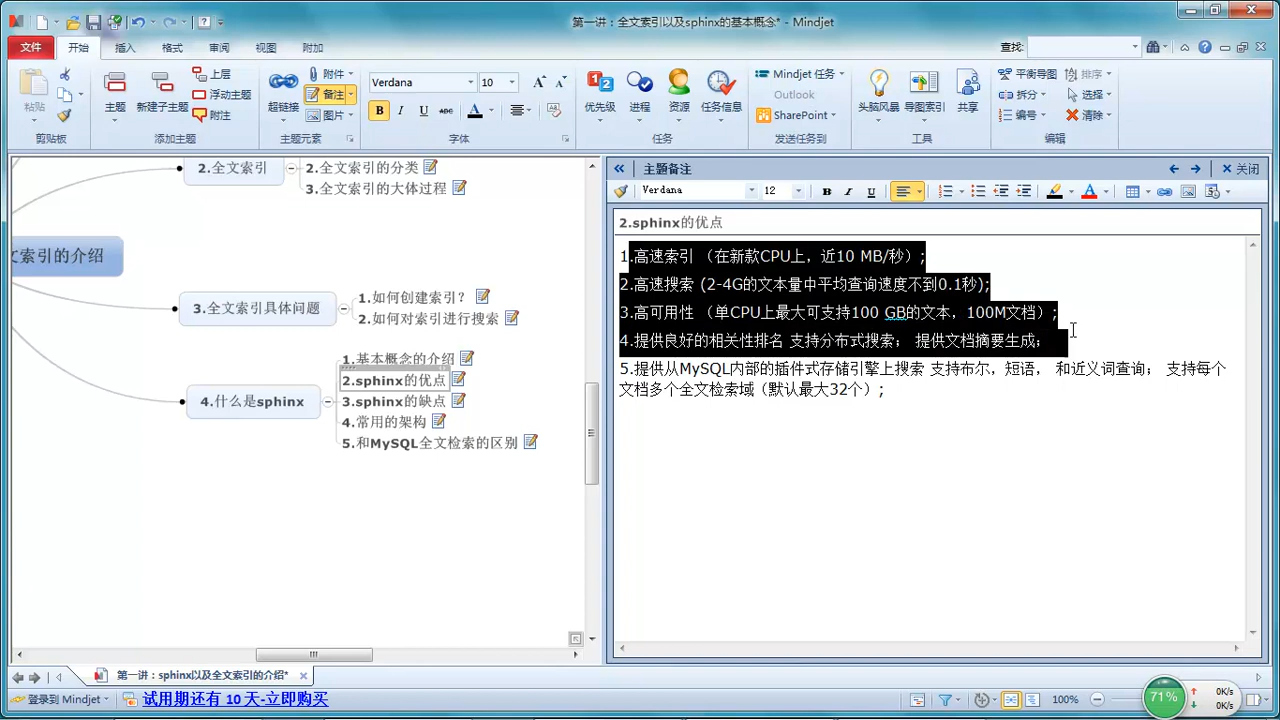 第一讲：全文索引以及sphinx的基本概念* - Mindjet
文件 开始 插入 格式 审阅 视图 附加 查找:
粘贴 主题 新建子主题 上层 浮动主题 附注 超链接 附件 备注 图片 Verdana 10 优先级 进程 资源 任务信息 Mindjet 任务 Outlook SharePoint 头脑风暴 导图索引 共享 平衡导图 排序 拆分 选择 编号 清除
剪贴板 添加主题 主题元素 字体 任务 发送任务到 工具 编辑
2.全文索引
2.全文索引的分类
3.全文索引的大体过程
文索引的介绍
3.全文索引具体问题
1.如何创建索引？
2.如何对索引进行搜索
4.什么是sphinx
1.基本概念的介绍
2.sphinx的优点
3.sphinx的缺点
4.常用的架构
5.和MySQL全文检索的区别
主题备注 关闭
Verdana 12
2.sphinx的优点
1.高速索引 （在新款CPU上，近10 MB/秒）;
2.高速搜索 (2-4G的文本量中平均查询速度不到0.1秒);
3.高可用性 （单CPU上最大可支持100 GB的文本，100M文档）;
4.提供良好的相关性排名 支持分布式搜索； 提供文档摘要生成；
5.提供从MySQL内部的插件式存储引擎上搜索 支持布尔，短语， 和近义词查询； 支持每个
文档多个全文检索域（默认最大32个）;
第一讲：sphinx以及全文索引的介绍*
登录到 Mindjet 试用期还有 10 天-立即购买 100% 71% 0K/s
0K/s